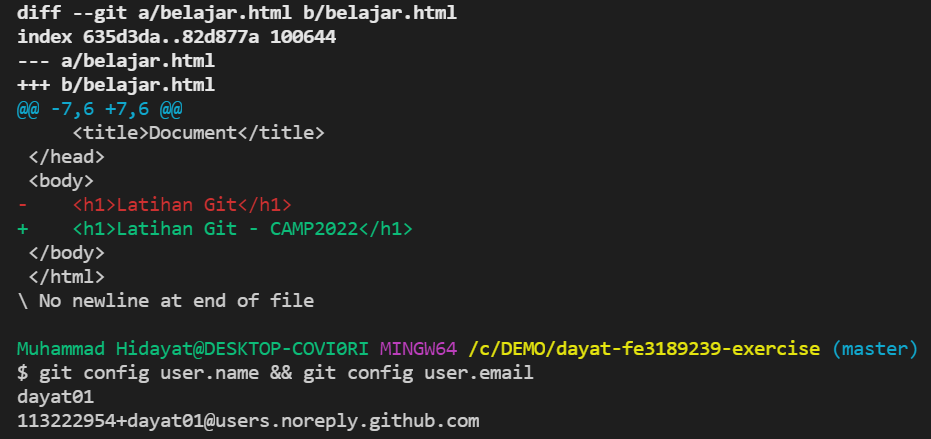 diff --git a/belajar.html b/belajar.html
index 635d3da..82d877a 100644
--- a/belajar.html
+++ b/belajar.html
@@ -7,6 +7,6 @@
     <title>Document</title>
 </head>
 <body>
-    <h1>Latihan Git</h1>
+    <h1>Latihan Git - CAMP2022</h1>
 </body>
 </html>
\ No newline at end of file
Muhammad Hidayat@DESKTOP-COVI0RI MINGW64 /c/DEMO/dayat-fe3189239-exercise (master)
$ git config user.name && git config user.email
dayat01
113222954+dayat01@users.noreply.github.com